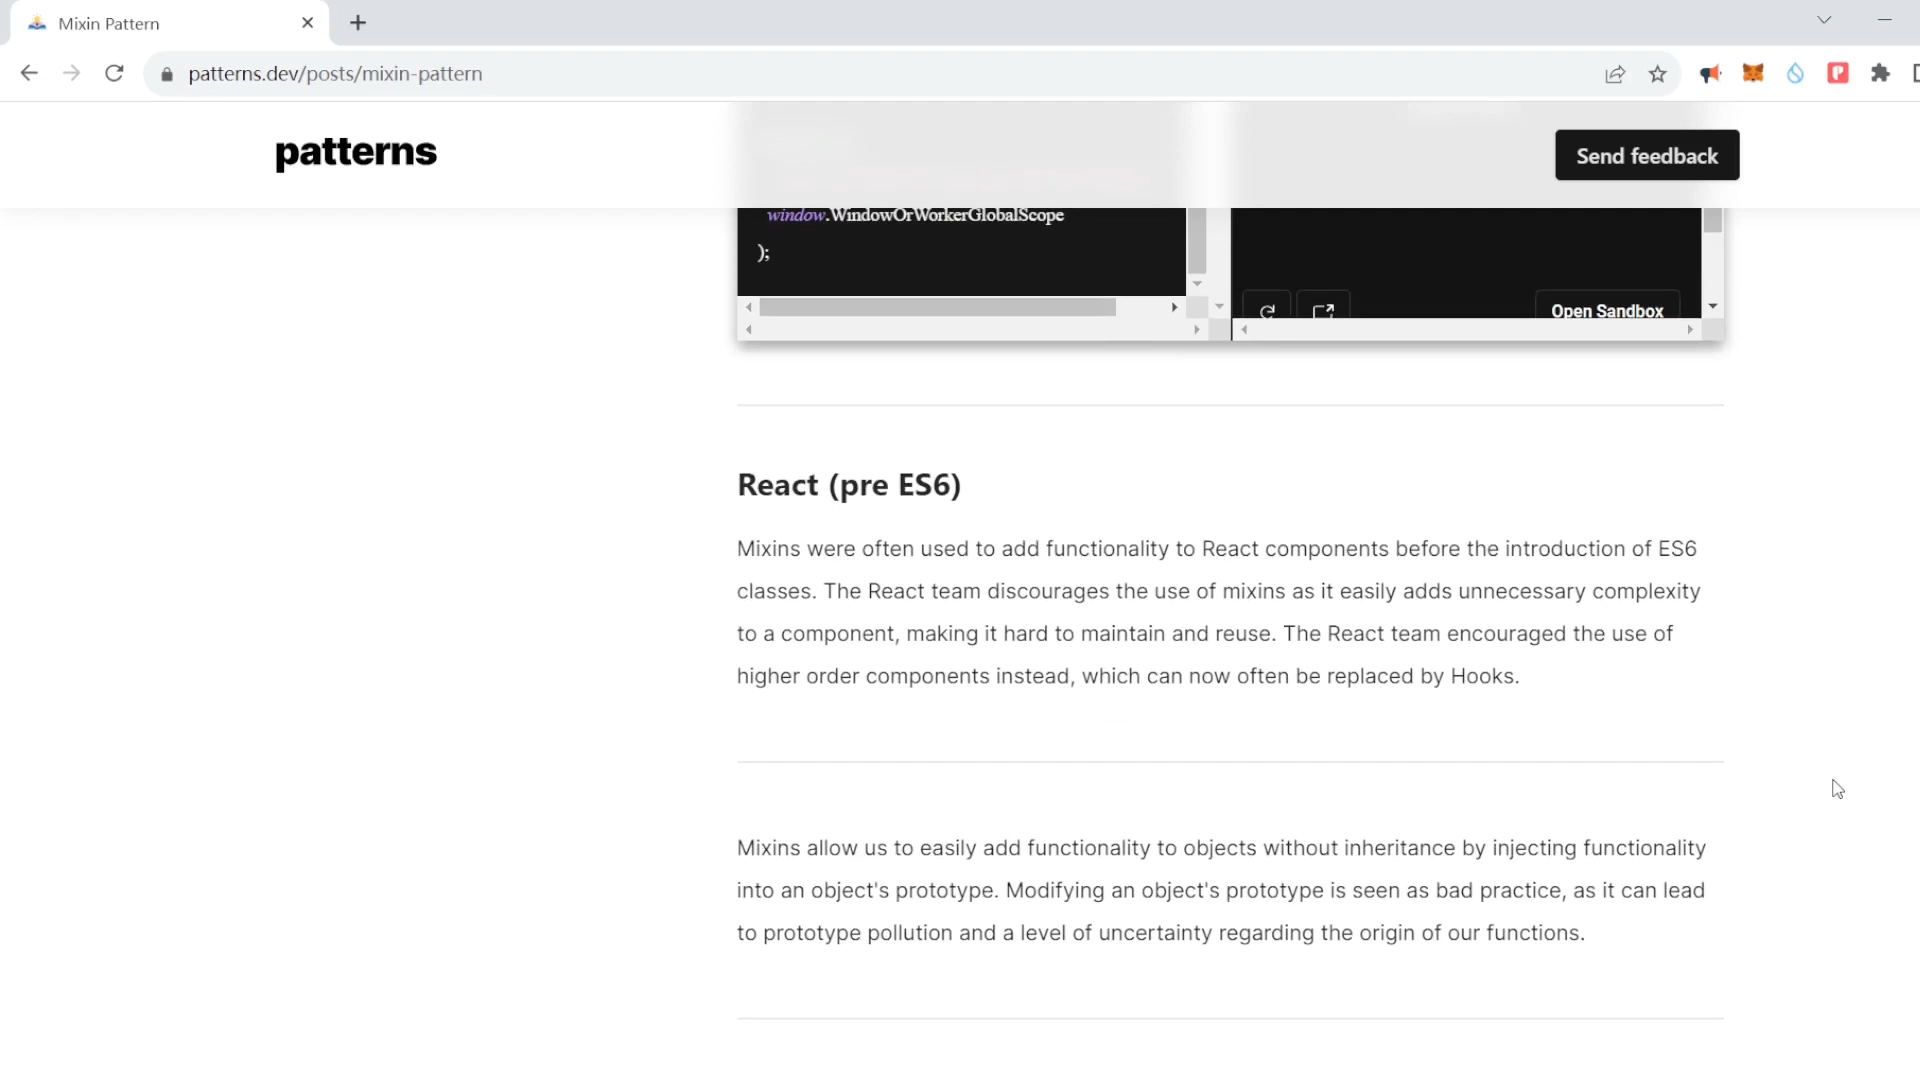 Mixin Pattern
patterns.dev/posts/mixin-pattern
patterns
Send feedback
window.WindowOrWorkerGlobalScope
);
Open Sandbox
React (pre ES6)
Mixins were often used to add functionality to React components before the introduction of ES6
classes. The React team discourages the use of mixins as it easily adds unnecessary complexity
to a component, making it hard to maintain and reuse. The React team encouraged the use of
higher order components instead, which can now often be replaced by Hooks.
Mixins allow us to easily add functionality to objects without inheritance by injecting functionality
into an object's prototype. Modifying an object's prototype is seen as bad practice, as it can lead
to prototype pollution and a level of uncertainty regarding the origin of our functions.